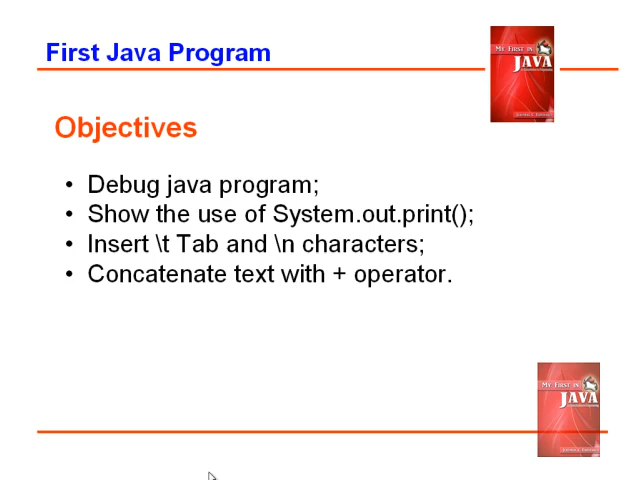 First Java Program
MY FIRST IN
JAVA
Objectives
• Debug java program;
• Show the use of System.out.print();
• Insert \t Tab and \n characters;
• Concatenate text with + operator.
MY FIRST IN
JAVA